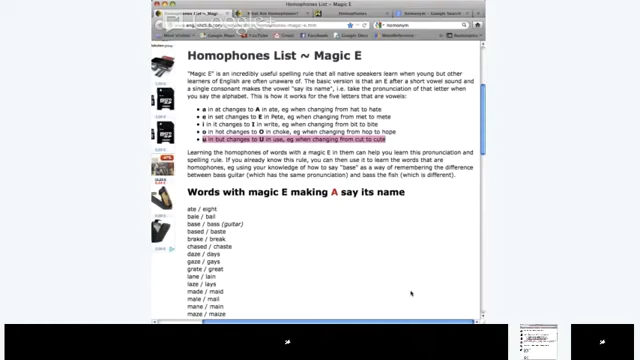 Homophones List ~ Magic E
Homophones List ~ Magic E
"Magic E" is an incredibly useful spelling rule that all native speakers learn when young but other
learners of English are often unaware of. The basic version is that an E after a short vowel sound and
a single consonant makes the vowel "say its name", i.e. take the pronunciation of that letter when
you say the alphabet. This is how it works for the five letters that are vowels:
a in at changes to A in ate, eg when changing from hat to hate
e in set changes to E in Pete, eg when changing from met to mete
i in it changes to I in write, eg when changing from bit to bite
o in hot changes to O in choke, eg when changing from hop to hope
u in but changes to U in use, eg when changing from cut to cute
Learning the homophones of words with a magic E in them can help you learn this pronunciation and
spelling rule. If you already know this rule, you can then use it to learn the words that are
homophones, eg using your knowledge of how to say "base" as a way of remembering the difference
between bass guitar (which has the same pronunciation) and bass the fish (which is different).
Words with magic E making A say its name
ate / eight
bale / bail
base / bass (guitar)
based / baste
brake / break
chased / chaste
daze / days
gaze / gays
grate / great
lane / lain
laze / lays
made / maid
male / mail
mane / main
maze / maize